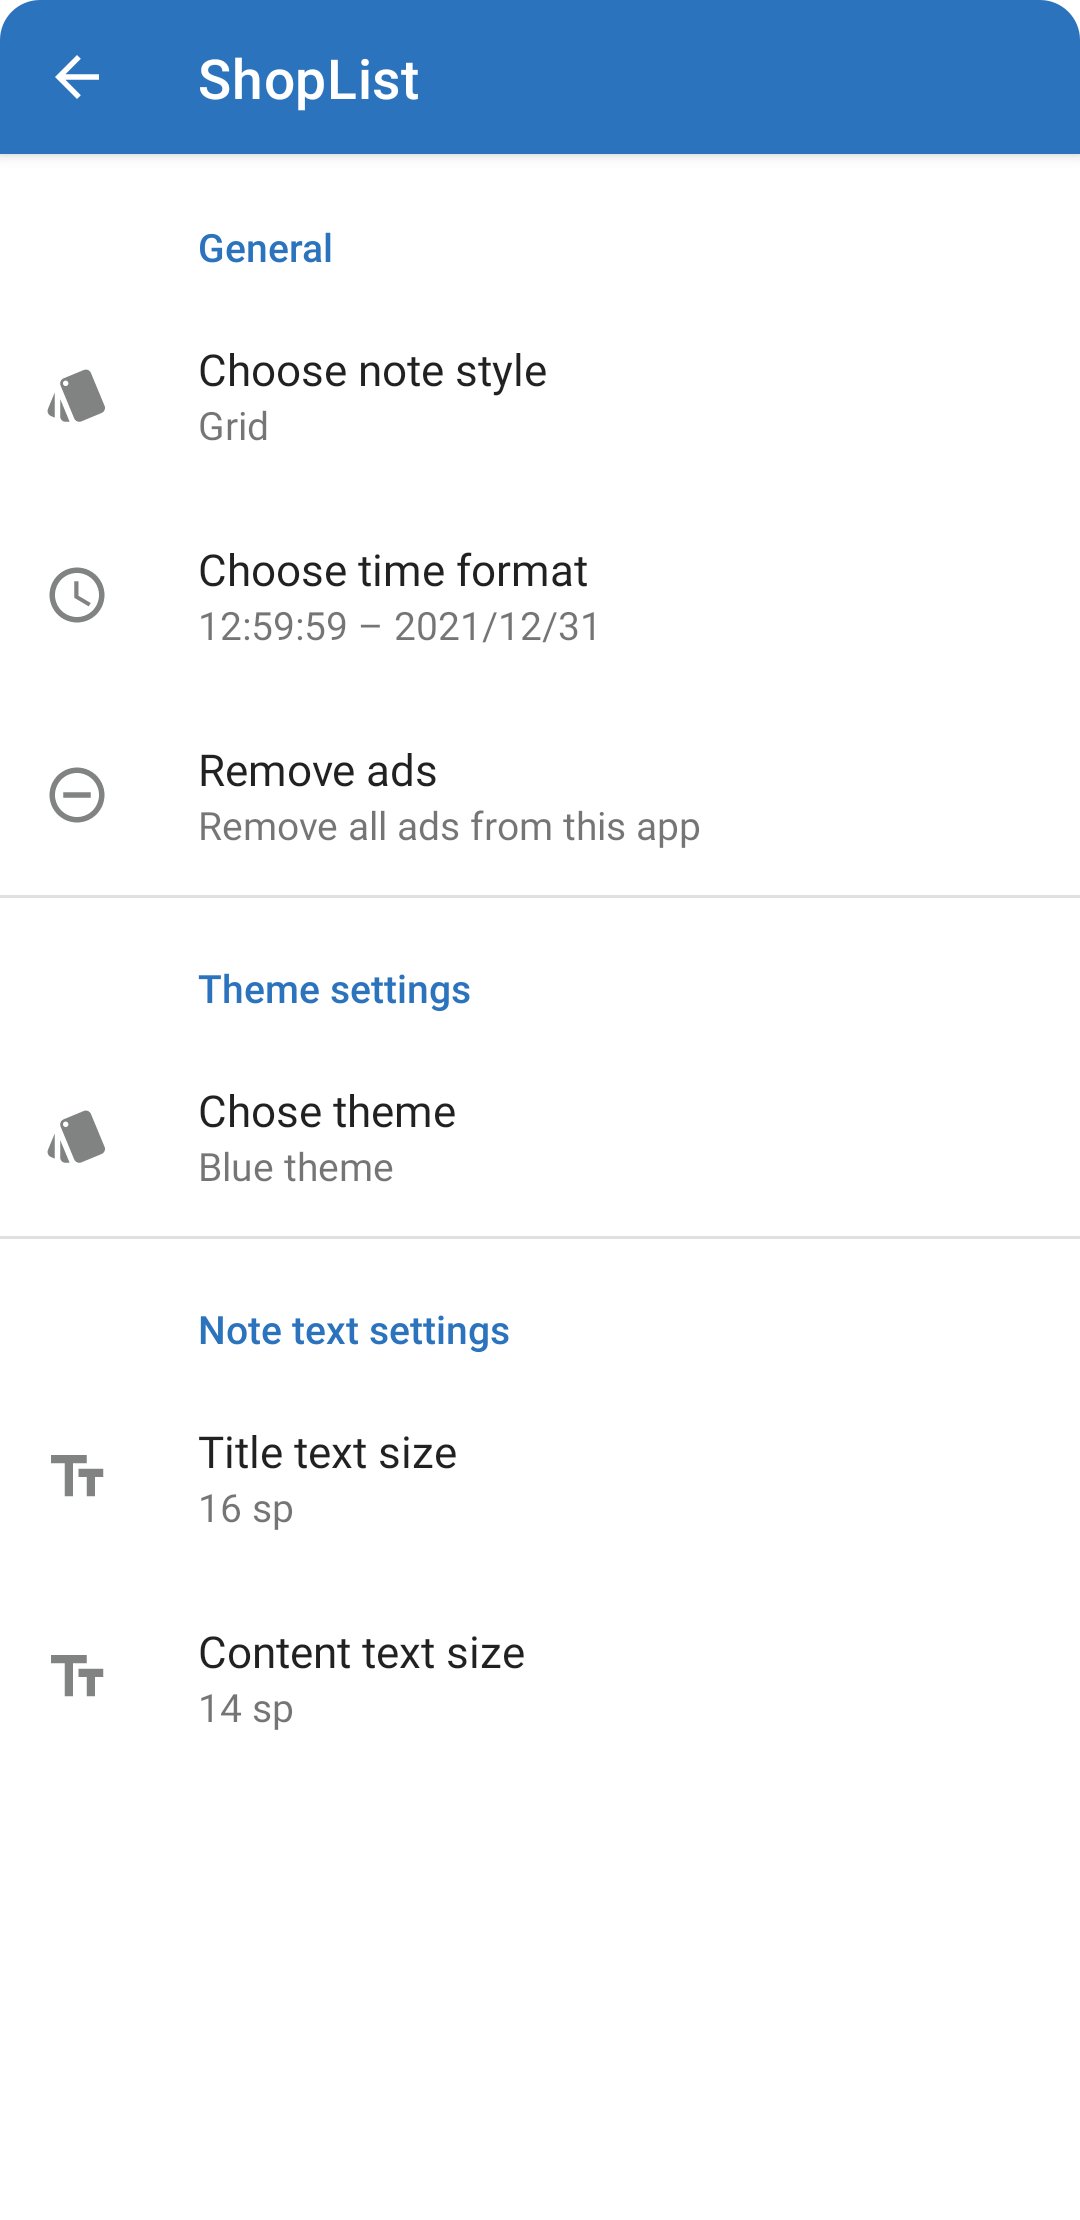 ShopList
General
Choose note style
Grid
Choose time format
12:59:59 – 2021/12/31
Remove ads
Remove all ads from this app
Theme settings
Chose theme
Blue theme
Note text settings
Title text size
16 sp
Content text size
14 sp